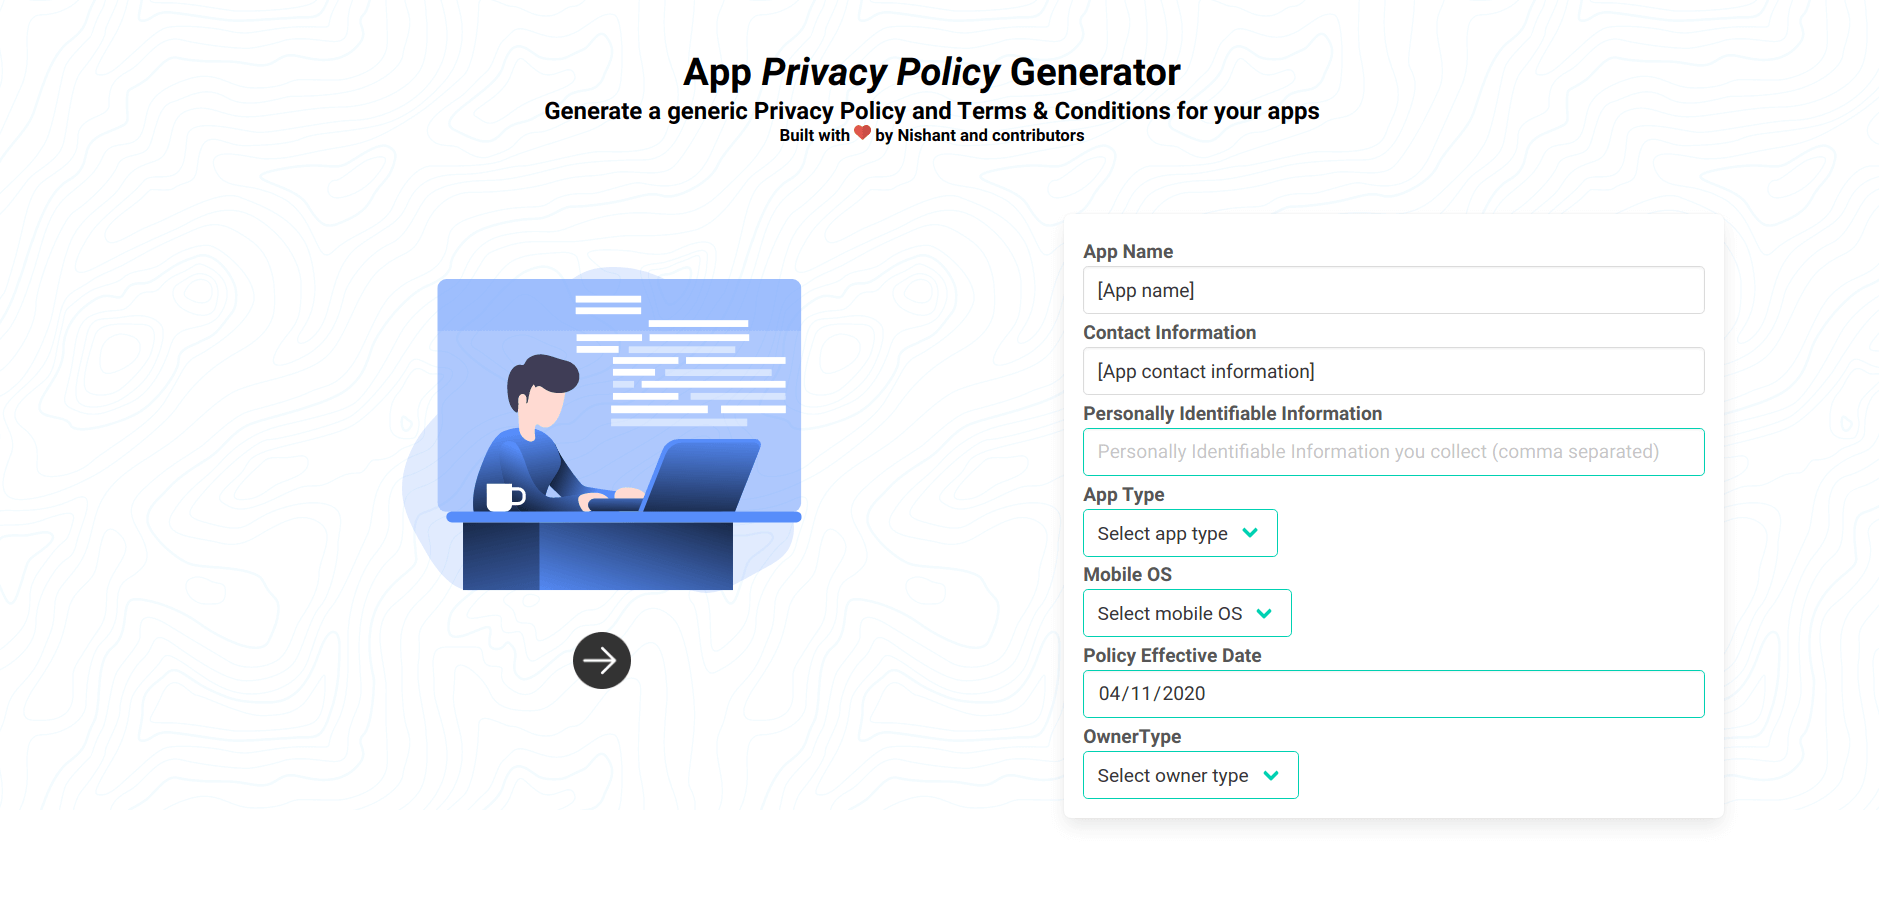 App Privacy Policy Generator
Generate a generic Privacy Policy and Terms & Conditions for your apps
Built with ❤ by Nishant and contributors
App Name
[App name]
Contact Information
[App contact information]
Personally Identifiable Information
Personally Identifiable Information you collect (comma separated)
App Type
Select app type
Mobile OS
Select mobile OS
Policy Effective Date
04/11/2020
OwnerType
Select owner type